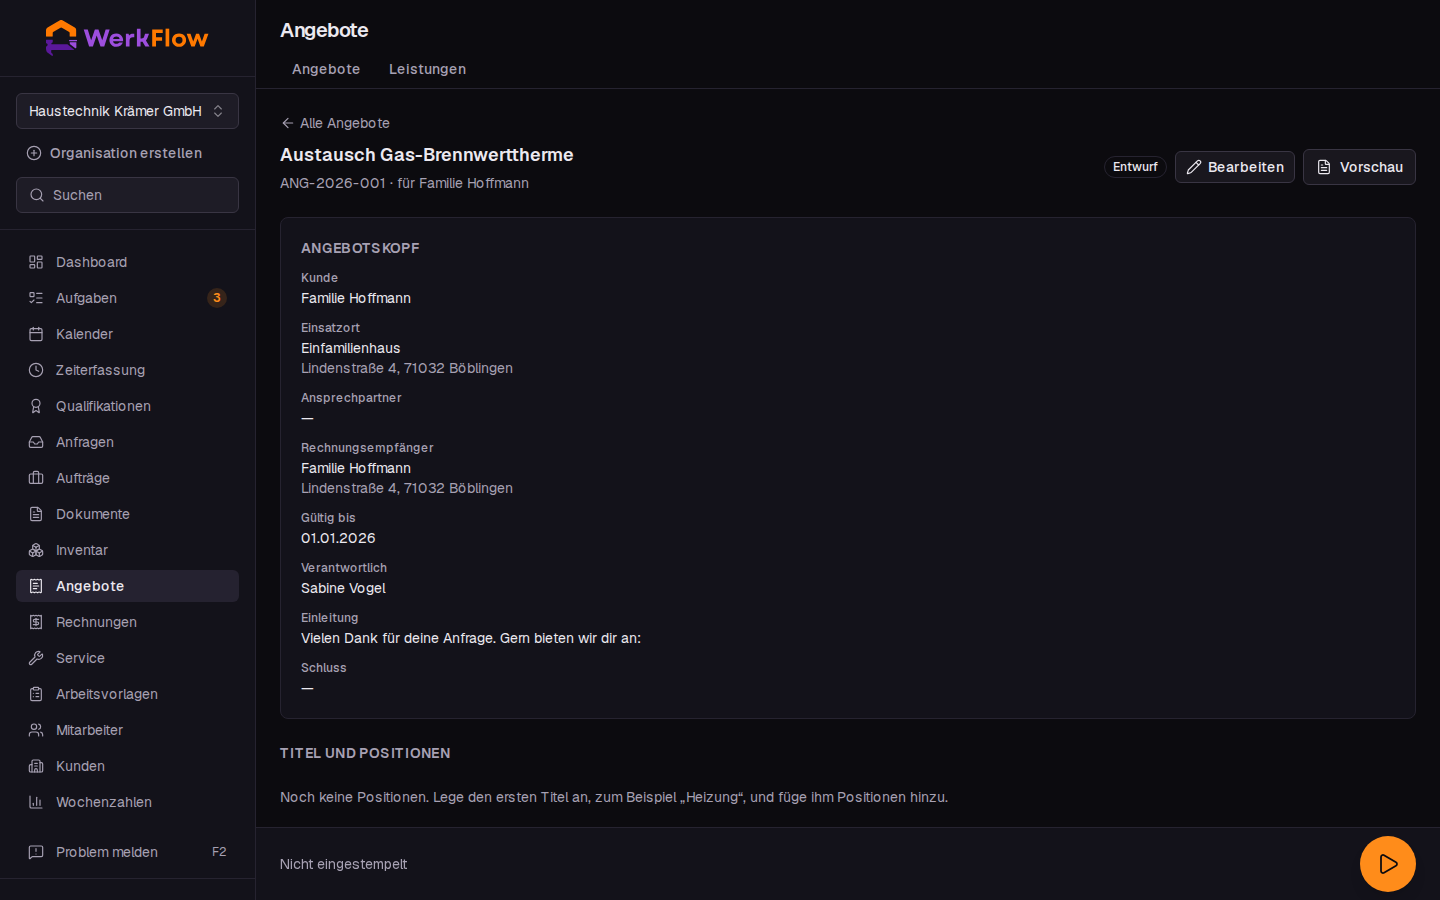 WerkFlow
Haustechnik Krämer GmbH
Organisation erstellen
Suchen
Dashboard
Aufgaben 3
Kalender
Zeiterfassung
Qualifikationen
Anfragen
Aufträge
Dokumente
Inventar
Angebote
Rechnungen
Service
Arbeitsvorlagen
Mitarbeiter
Kunden
Wochenzahlen
Problem melden F2
Angebote
Angebote Leistungen
Alle Angebote
Austausch Gas-Brennwerttherme
ANG-2026-001 · für Familie Hoffmann
Entwurf Bearbeiten Vorschau
ANGEBOTSKOPF
Kunde
Familie Hoffmann
Einsatzort
Einfamilienhaus
Lindenstraße 4, 71032 Böblingen
Ansprechpartner
—
Rechnungsempfänger
Familie Hoffmann
Lindenstraße 4, 71032 Böblingen
Gültig bis
01.01.2026
Verantwortlich
Sabine Vogel
Einleitung
Vielen Dank für deine Anfrage. Gern bieten wir dir an:
Schluss
—
TITEL UND POSITIONEN
Noch keine Positionen. Lege den ersten Titel an, zum Beispiel „Heizung“, und füge ihm Positionen hinzu.
Nicht eingestempelt